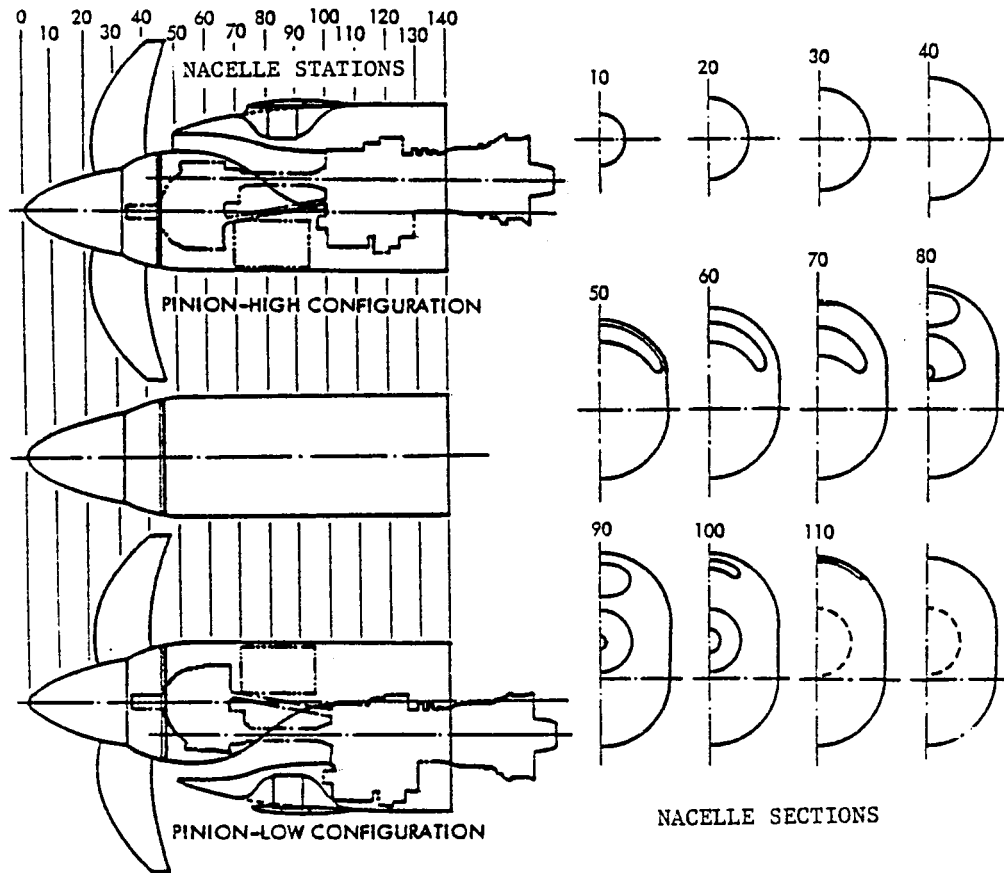 0 20 30 40 60 80 100 120 140
10 50 70 90 110 130
NACELLE STATIONS
PINION-HIGH CONFIGURATION
PINION-LOW CONFIGURATION
10 20 30 40
50 60 70 80
90 100 110
NACELLE SECTIONS